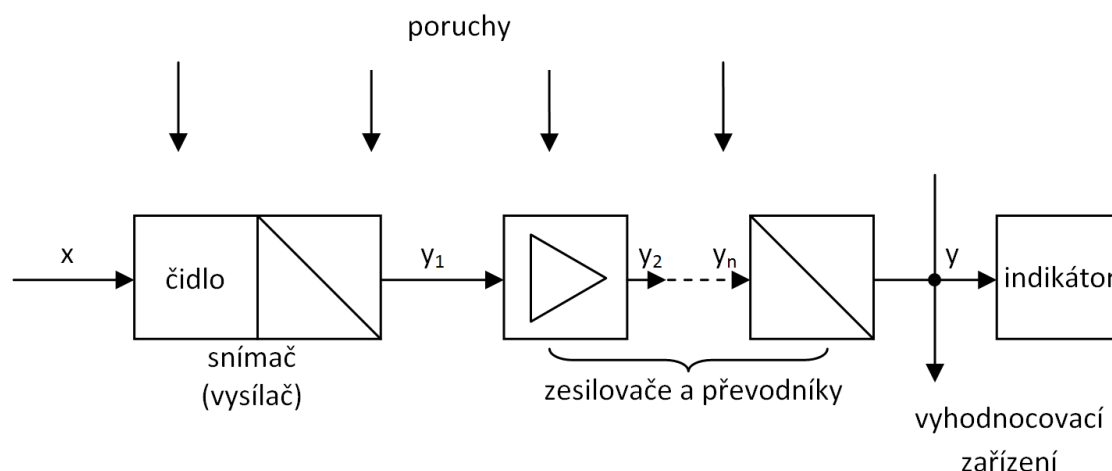 poruchy
x
čidlo
y₁
y₂
yₙ
y
indikátor
snímač
(vysílač)
zesilovače a převodníky
vyhodnocovací
zařízení